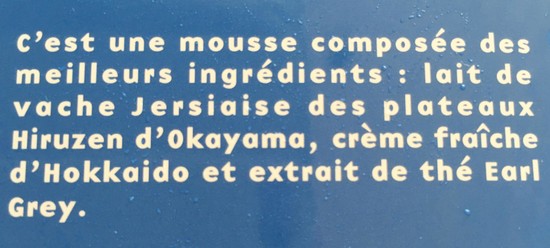 C'est une mousse composée des
meilleurs ingrédients : lait de
vache Jersiaise des plateaux
Hiruzen d'Okayama, crème fraîche
d'Hokkaido et extrait de thé Earl
Grey.